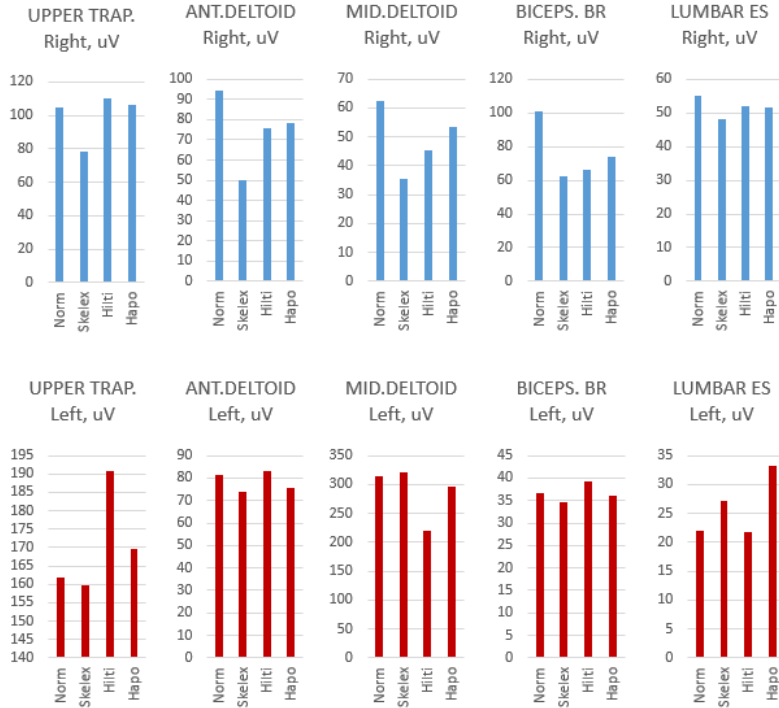 UPPER TRAP.
Right, uV
120
100
80
60
40
20
0
Norm
Skelex
Hilti
Hapo
ANT.DELTOID
Right, uV
100
90
80
70
60
50
40
30
20
10
0
Norm
Skelex
Hilti
Hapo
MID.DELTOID
Right, uV
70
60
50
40
30
20
10
0
Norm
Skelex
Hilti
Hapo
BICEPS. BR
Right, uV
120
100
80
60
40
20
0
Norm
Skelex
Hilti
Hapo
LUMBAR ES
Right, uV
60
50
40
30
20
10
0
Norm
Skelex
Hilti
Hapo
UPPER TRAP.
Left, uV
195
190
185
180
175
170
165
160
155
150
145
140
Norm
Skelex
Hilti
Hapo
ANT.DELTOID
Left, uV
90
80
70
60
50
40
30
20
10
0
Norm
Skelex
Hilti
Hapo
MID.DELTOID
Left, uV
350
300
250
200
150
100
50
0
Norm
Skelex
Hilti
Hapo
BICEPS. BR
Left, uV
45
40
35
30
25
20
15
10
5
0
Norm
Skelex
Hilti
Hapo
LUMBAR ES
Left, uV
35
30
25
20
15
10
5
0
Norm
Skelex
Hilti
Hapo